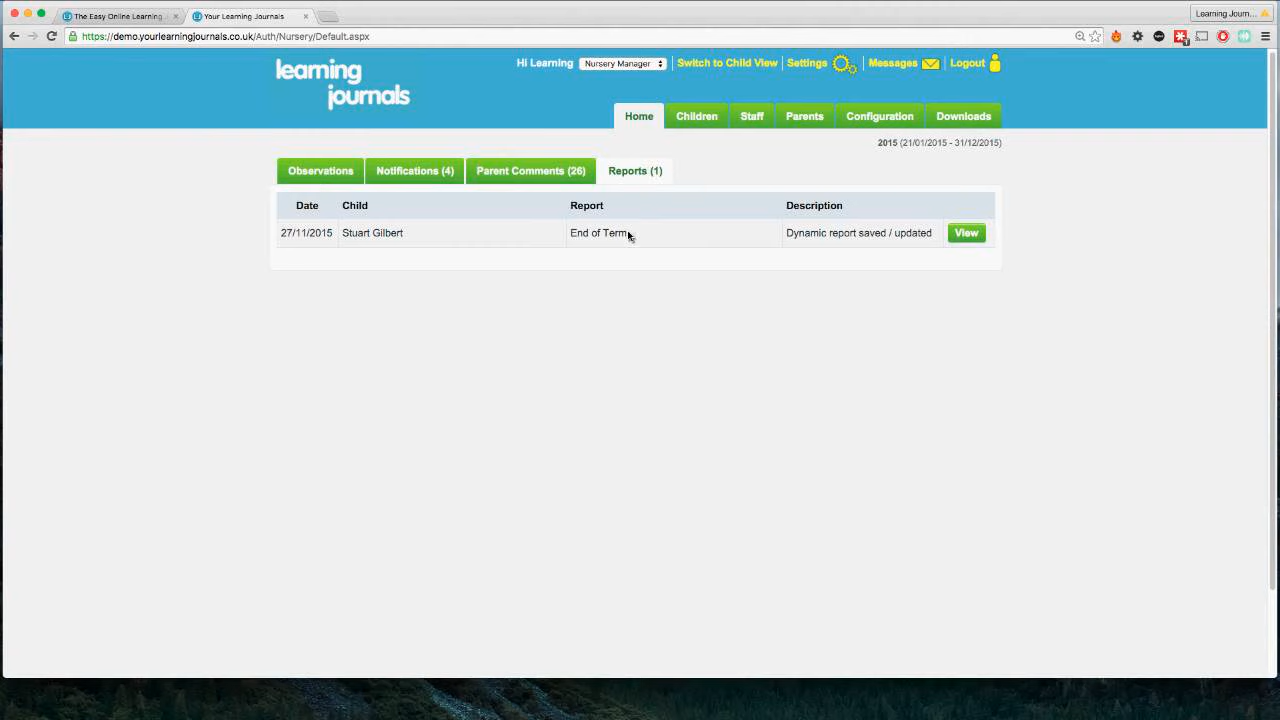 The Easy Online Learning
Your Learning Journals
Learning Journ...
https://demo.yourlearningjournals.co.uk/Auth/Nursery/Default.aspx
learning
journals
Hi Learning Nursery Manager Switch to Child View Settings Messages Logout
Home Children Staff Parents Configuration Downloads
2015 (21/01/2015 - 31/12/2015)
Observations Notifications (4) Parent Comments (26) Reports (1)
Date Child Report Description
27/11/2015 Stuart Gilbert End of Term Dynamic report saved / updated View